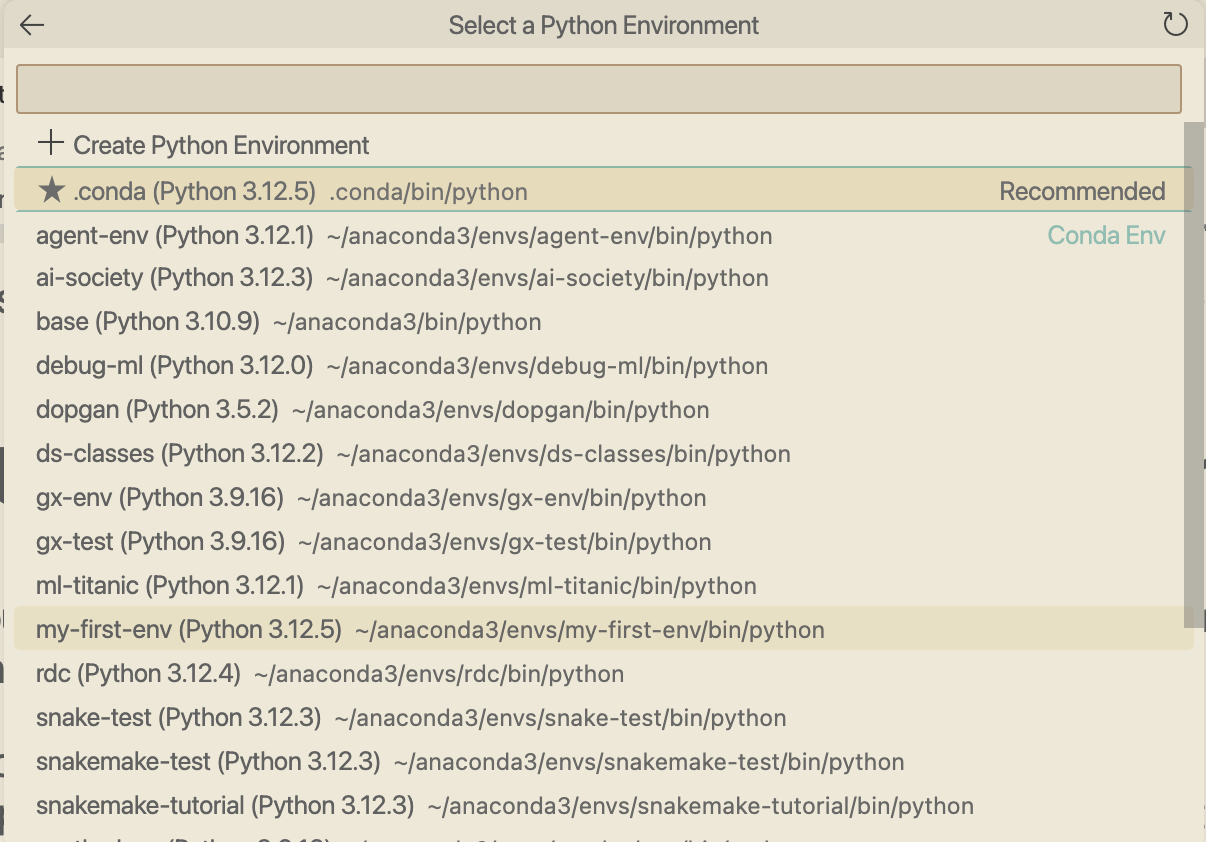 Select a Python Environment
Create Python Environment
.conda (Python 3.12.5) .conda/bin/python Recommended
agent-env (Python 3.12.1) ~/anaconda3/envs/agent-env/bin/python Conda Env
ai-society (Python 3.12.3) ~/anaconda3/envs/ai-society/bin/python
base (Python 3.10.9) ~/anaconda3/bin/python
debug-ml (Python 3.12.0) ~/anaconda3/envs/debug-ml/bin/python
dopgan (Python 3.5.2) ~/anaconda3/envs/dopgan/bin/python
ds-classes (Python 3.12.2) ~/anaconda3/envs/ds-classes/bin/python
gx-env (Python 3.9.16) ~/anaconda3/envs/gx-env/bin/python
gx-test (Python 3.9.16) ~/anaconda3/envs/gx-test/bin/python
ml-titanic (Python 3.12.1) ~/anaconda3/envs/ml-titanic/bin/python
my-first-env (Python 3.12.5) ~/anaconda3/envs/my-first-env/bin/python
rdc (Python 3.12.4) ~/anaconda3/envs/rdc/bin/python
snake-test (Python 3.12.3) ~/anaconda3/envs/snake-test/bin/python
snakemake-test (Python 3.12.3) ~/anaconda3/envs/snakemake-test/bin/python
snakemake-tutorial (Python 3.12.3) ~/anaconda3/envs/snakemake-tutorial/bin/python